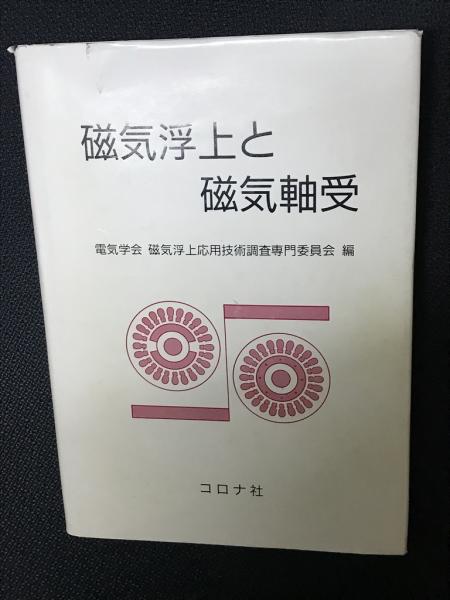 磁気浮上と
磁気軸受
電気学会 磁気浮上応用技術調査専門委員会 編
コロナ社